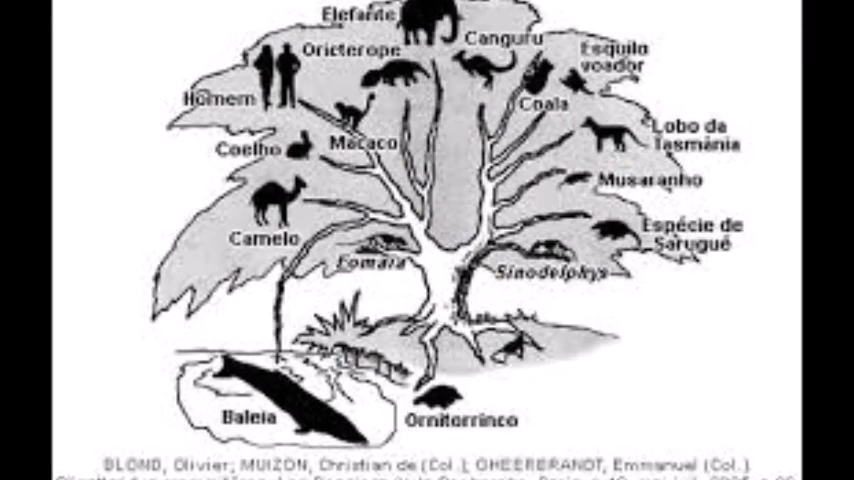 Elefante
Canguru
Oricterope
Esquilo
voador
Homem
Coala
Macaco
Lobo da
Tasmânia
Coelho
Musaranho
Camelo
Espécie de
Sarugué
Eomaia
Sinodelphys
Baleia
Ornitorrinco
BLOND, Olivier; MUIZON, Christian de (Col.); CHEERBRANDT, Emmanuel (Col.)